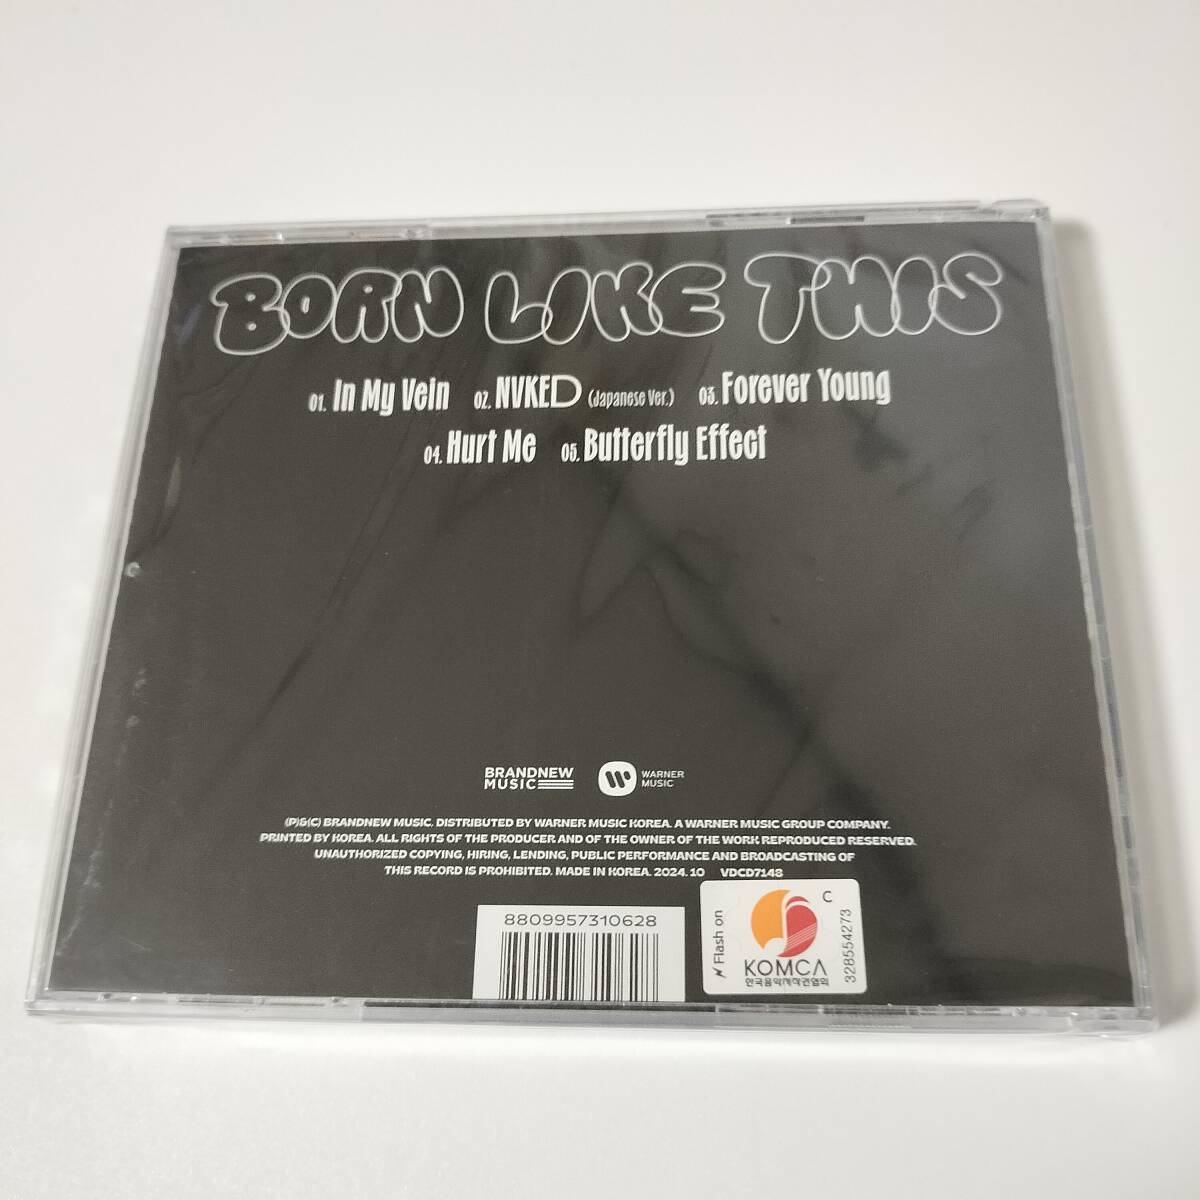 BORN LIKE THIS
01. In My Vein 02. NVKED (Japanese Ver.) 03. Forever Young
04. Hurt Me 05. Butterfly Effect
BRANDNEW
MUSIC
WARNER
MUSIC
(P)&(C) BRANDNEW MUSIC. DISTRIBUTED BY WARNER MUSIC KOREA. A WARNER MUSIC GROUP COMPANY.
PRINTED BY KOREA. ALL RIGHTS OF THE PRODUCER AND OF THE OWNER OF THE WORK REPRODUCED RESERVED.
UNAUTHORIZED COPYING, HIRING, LENDING, PUBLIC PERFORMANCE AND BROADCASTING OF
THIS RECORD IS PROHIBITED. MADE IN KOREA. 2024. 10 VDCD7148
8809957310628
Flash on
C
KOMCA
한국음악저작권협회
328554273